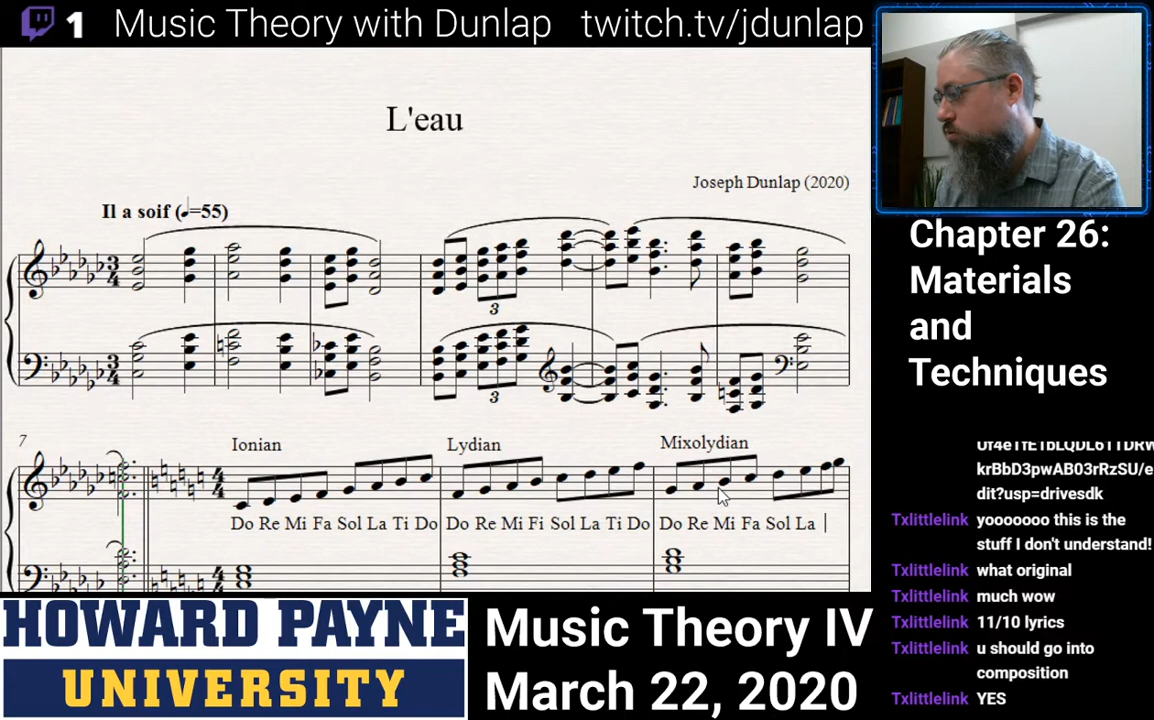 1 Music Theory with Dunlap twitch.tv/jdunlap
L'eau
Joseph Dunlap (2020)
Il a soif (♩=55)
3
3
7
Ionian Lydian Mixolydian
Do Re Mi Fa Sol La Ti Do Do Re Mi Fi Sol La Ti Do Do Re Mi Fa Sol La
HOWARD PAYNE
UNIVERSITY
Music Theory IV
March 22, 2020
Chapter 26:
Materials
and
Techniques
krBbD3pwAB03rRzSU/e
dit?usp=drivesdk
Txlittlelink yooooooo this is the
stuff I don't understand!
Txlittlelink what original
Txlittlelink much wow
Txlittlelink 11/10 lyrics
Txlittlelink u should go into
composition
Txlittlelink YES